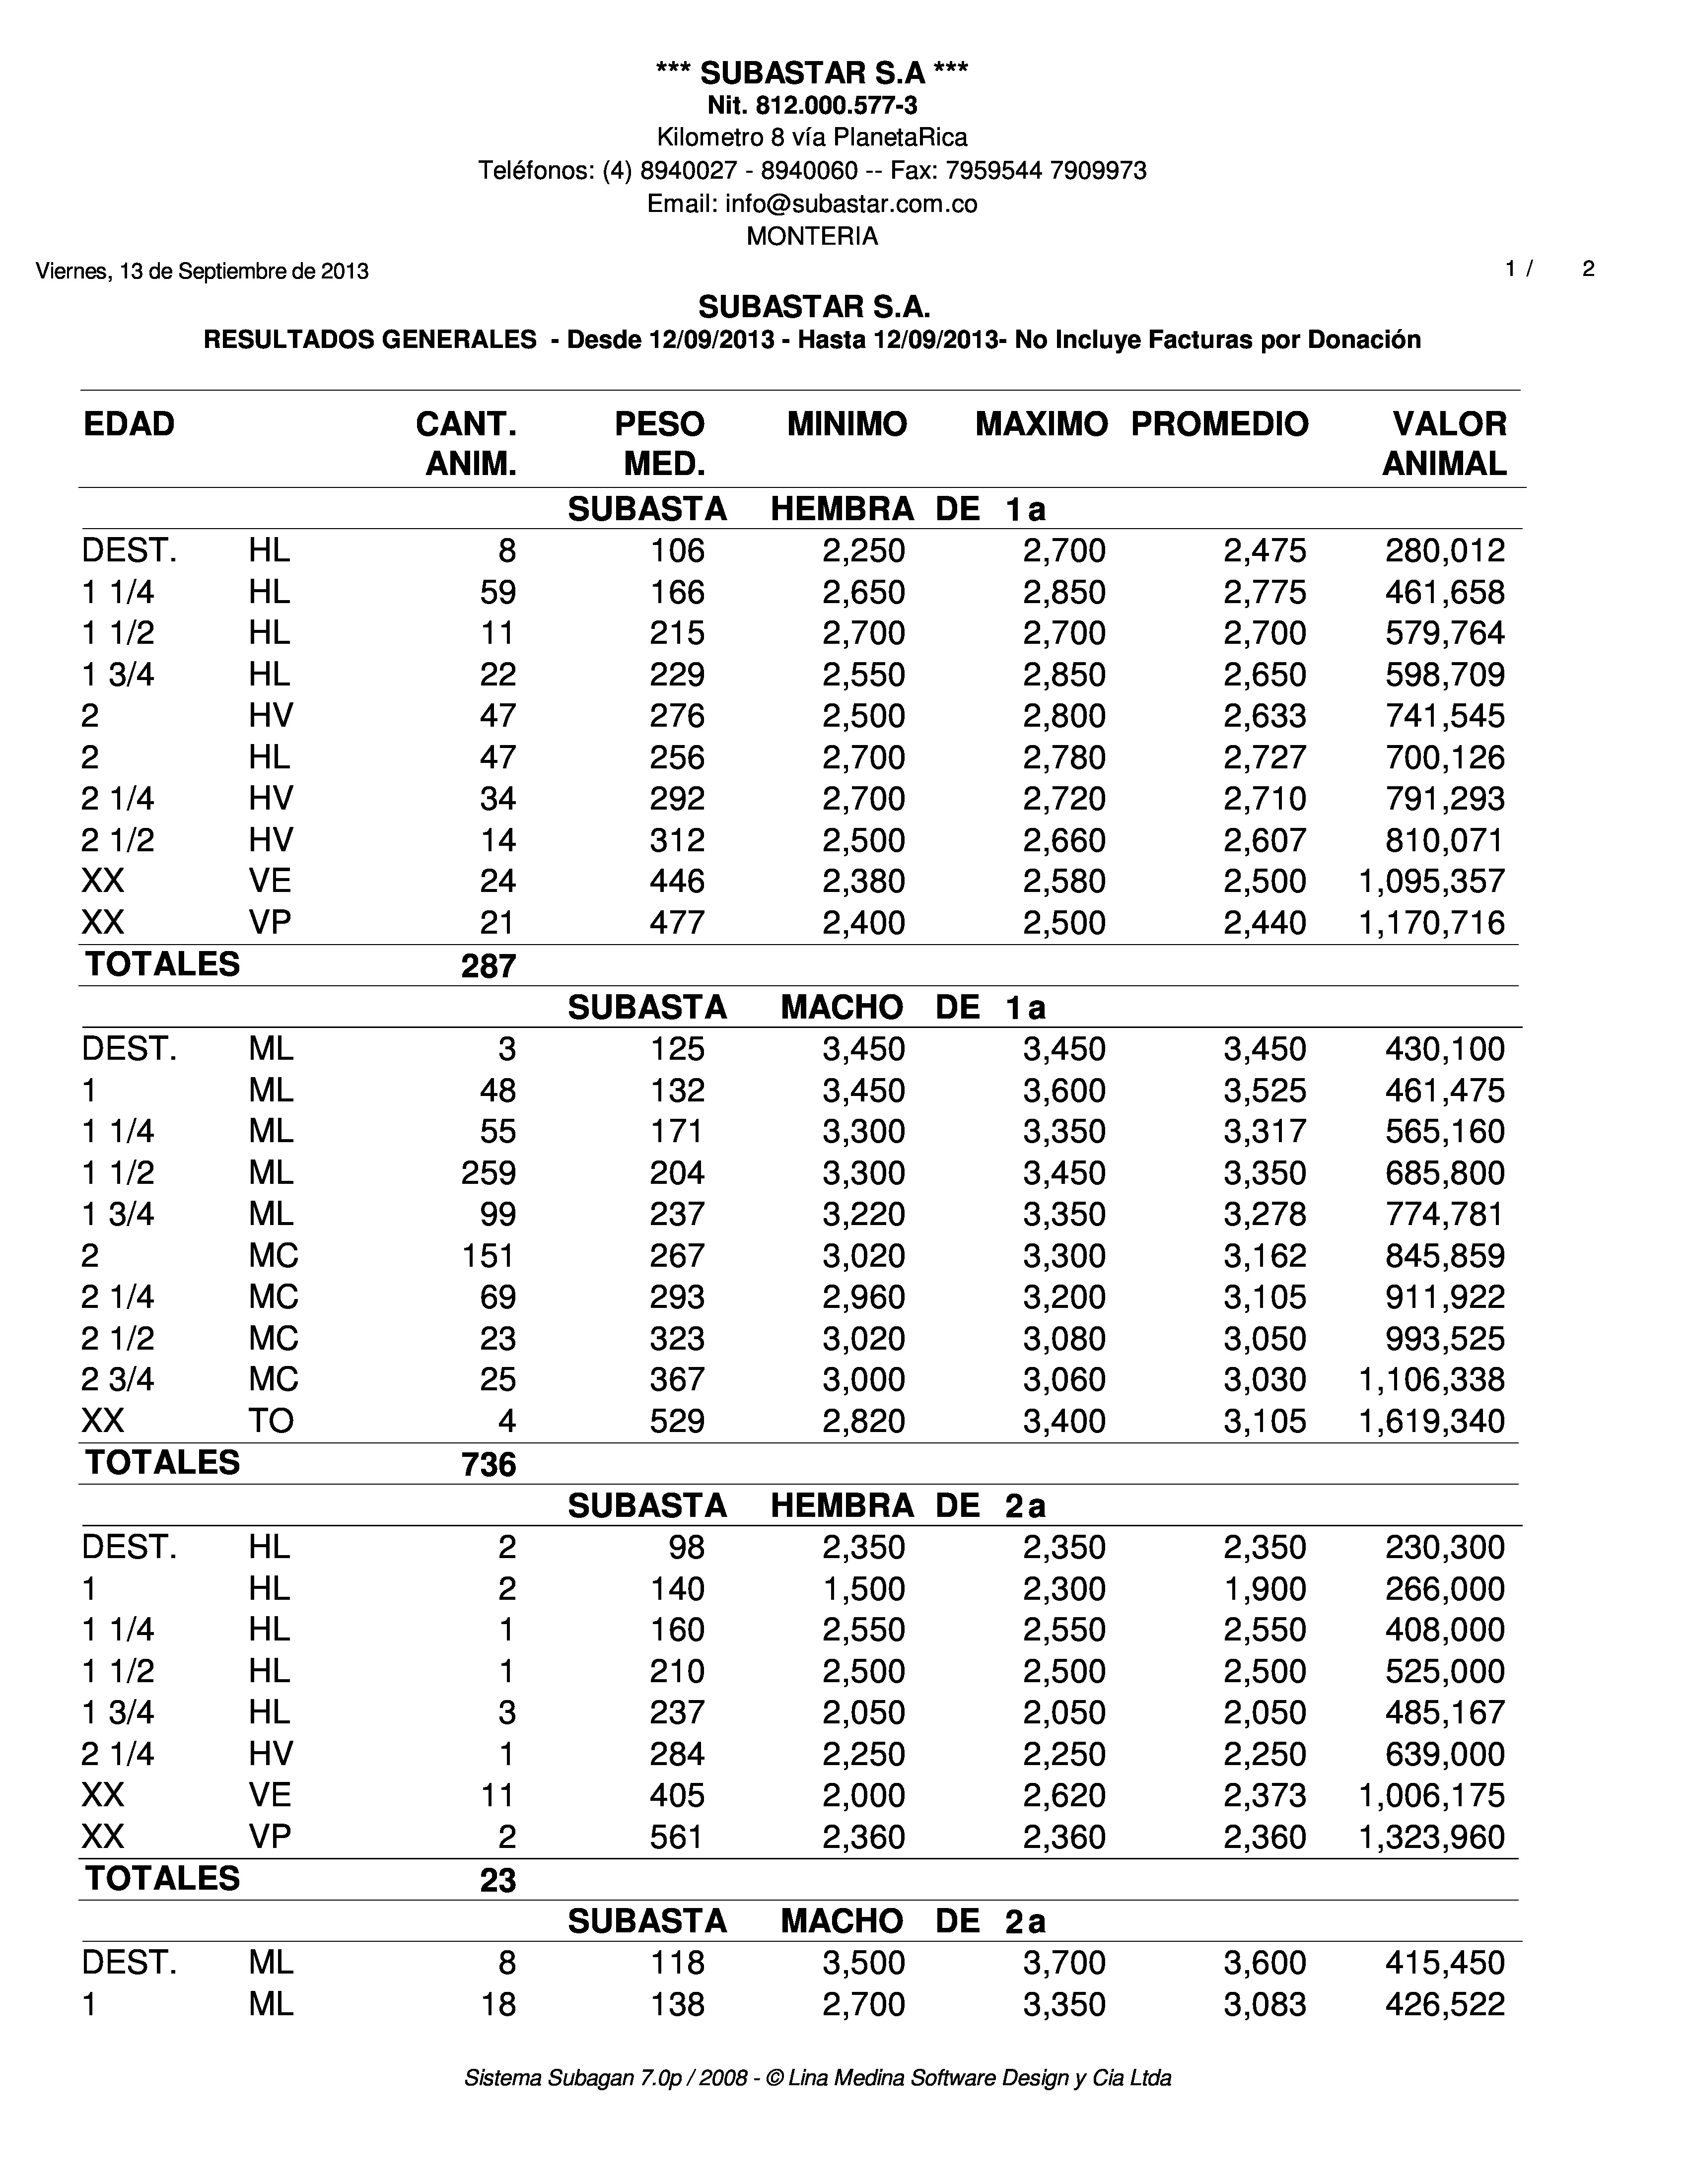 *** SUBASTAR S.A ***
Nit. 812.000.577-3
Kilometro 8 vía PlanetaRica
Teléfonos: (4) 8940027 - 8940060 -- Fax: 7959544 7909973
Email: info@subastar.com.co
MONTERIA
Viernes, 13 de Septiembre de 2013 1 / 2
SUBASTAR S.A.
RESULTADOS GENERALES - Desde 12/09/2013 - Hasta 12/09/2013- No Incluye Facturas por Donación
EDAD CANT. PESO MINIMO MAXIMO PROMEDIO VALOR
ANIM. MED. ANIMAL
SUBASTA HEMBRA DE 1a
DEST. HL 8 106 2,250 2,700 2,475 280,012
1 1/4 HL 59 166 2,650 2,850 2,775 461,658
1 1/2 HL 11 215 2,700 2,700 2,700 579,764
1 3/4 HL 22 229 2,550 2,850 2,650 598,709
2 HV 47 276 2,500 2,800 2,633 741,545
2 HL 47 256 2,700 2,780 2,727 700,126
2 1/4 HV 34 292 2,700 2,720 2,710 791,293
2 1/2 HV 14 312 2,500 2,660 2,607 810,071
XX VE 24 446 2,380 2,580 2,500 1,095,357
XX VP 21 477 2,400 2,500 2,440 1,170,716
TOTALES 287
SUBASTA MACHO DE 1a
DEST. ML 3 125 3,450 3,450 3,450 430,100
1 ML 48 132 3,450 3,600 3,525 461,475
1 1/4 ML 55 171 3,300 3,350 3,317 565,160
1 1/2 ML 259 204 3,300 3,450 3,350 685,800
1 3/4 ML 99 237 3,220 3,350 3,278 774,781
2 MC 151 267 3,020 3,300 3,162 845,859
2 1/4 MC 69 293 2,960 3,200 3,105 911,922
2 1/2 MC 23 323 3,020 3,080 3,050 993,525
2 3/4 MC 25 367 3,000 3,060 3,030 1,106,338
XX TO 4 529 2,820 3,400 3,105 1,619,340
TOTALES 736
SUBASTA HEMBRA DE 2a
DEST. HL 2 98 2,350 2,350 2,350 230,300
1 HL 2 140 1,500 2,300 1,900 266,000
1 1/4 HL 1 160 2,550 2,550 2,550 408,000
1 1/2 HL 1 210 2,500 2,500 2,500 525,000
1 3/4 HL 3 237 2,050 2,050 2,050 485,167
2 1/4 HV 1 284 2,250 2,250 2,250 639,000
XX VE 11 405 2,000 2,620 2,373 1,006,175
XX VP 2 561 2,360 2,360 2,360 1,323,960
TOTALES 23
SUBASTA MACHO DE 2a
DEST. ML 8 118 3,500 3,700 3,600 415,450
1 ML 18 138 2,700 3,350 3,083 426,522
Sistema Subagan 7.0p / 2008 - © Lina Medina Software Design y Cia Ltda